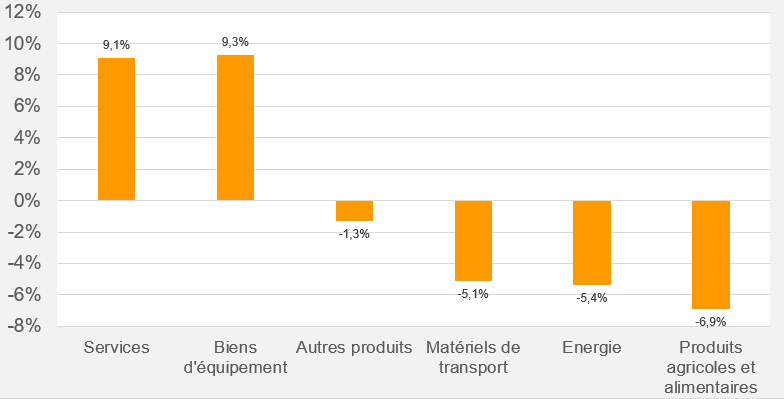 12%
10%
8%
6%
4%
2%
0%
-2%
-4%
-6%
-8%
9,1%
9,3%
-1,3%
-5,1%
-5,4%
-6,9%
Services
Biens
d'équipement
Autres produits
Matériels de
transport
Energie
Produits
agricoles et
alimentaires